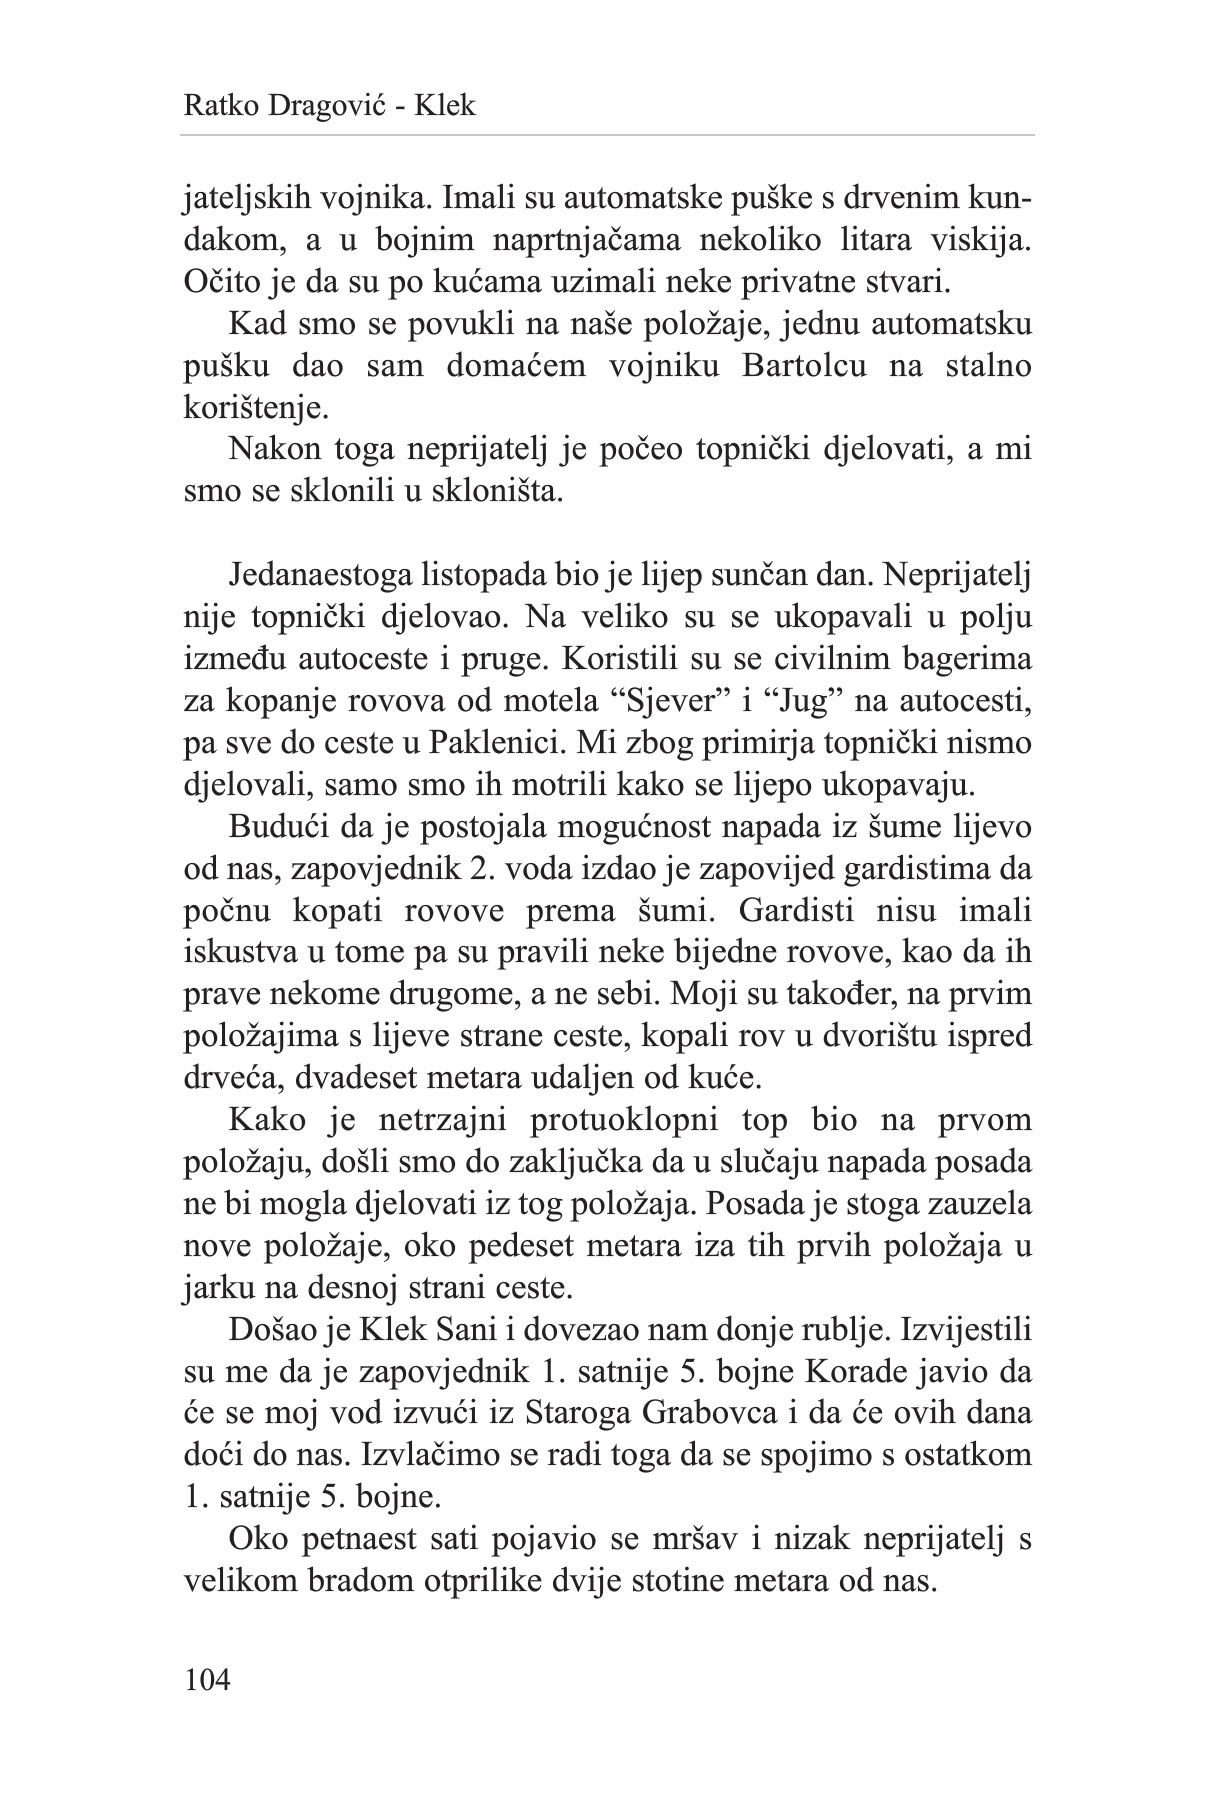 Ratko Dragović - Klek
jateljskih vojnika. Imali su automatske puške s drvenim kun-
dakom, a u bojnim naprtnjačama nekoliko litara viskija.
Očito je da su po kućama uzimali neke privatne stvari.
Kad smo se povukli na naše položaje, jednu automatsku
pušku dao sam domaćem vojniku Bartolcu na stalno
korištenje.
Nakon toga neprijatelj je počeo topnički djelovati, a mi
smo se sklonili u skloništa.
Jedanaestoga listopada bio je lijep sunčan dan. Neprijatelj
nije topnički djelovao. Na veliko su se ukopavali u polju
između autoceste i pruge. Koristili su se civilnim bagerima
za kopanje rovova od motela “Sjever” i “Jug” na autocesti,
pa sve do ceste u Paklenici. Mi zbog primirja topnički nismo
djelovali, samo smo ih motrili kako se lijepo ukopavaju.
Budući da je postojala mogućnost napada iz šume lijevo
od nas, zapovjednik 2. voda izdao je zapovijed gardistima da
počnu kopati rovove prema šumi. Gardisti nisu imali
iskustva u tome pa su pravili neke bijedne rovove, kao da ih
prave nekome drugome, a ne sebi. Moji su također, na prvim
položajima s lijeve strane ceste, kopali rov u dvorištu ispred
drveća, dvadeset metara udaljen od kuće.
Kako je netrzajni protuoklopni top bio na prvom
položaju, došli smo do zaključka da u slučaju napada posada
ne bi mogla djelovati iz tog položaja. Posada je stoga zauzela
nove položaje, oko pedeset metara iza tih prvih položaja u
jarku na desnoj strani ceste.
Došao je Klek Sani i dovezao nam donje rublje. Izvijestili
su me da je zapovjednik 1. satnije 5. bojne Korade javio da
će se moj vod izvući iz Staroga Grabovca i da će ovih dana
doći do nas. Izvlačimo se radi toga da se spojimo s ostatkom
1. satnije 5. bojne.
Oko petnaest sati pojavio se mršav i nizak neprijatelj s
velikom bradom otprilike dvije stotine metara od nas.
104